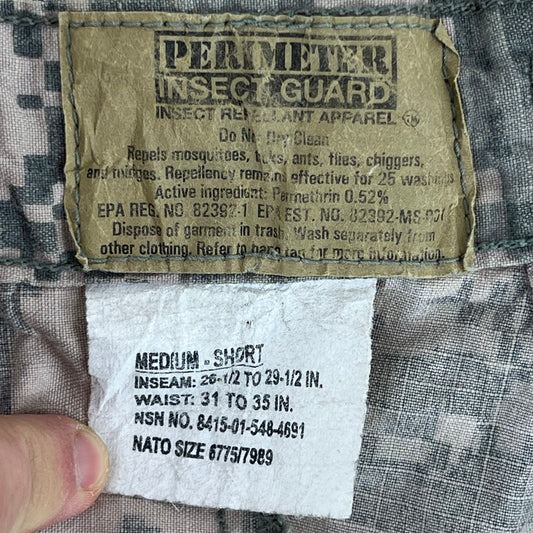 PERIMETER
INSECT GUARD
INSECT REPELLANT APPAREL TM
Do Not Dry Clean
Repels mosquitoes, ticks, ants, flies, chiggers,
and midges. Repellency remains effective for 25 washings
Active ingredient: Permethrin 0.52%
EPA REG. NO. 82392-1 EPA EST. NO. 82392-MS-001
Dispose of garment in trash. Wash separately from
other clothing. Refer to hang tag for more information.
MEDIUM - SHORT
INSEAM: 26-1/2 TO 29-1/2 IN.
WAIST: 31 TO 35 IN.
NSN NO. 8415-01-548-4691
NATO SIZE 6775/7989